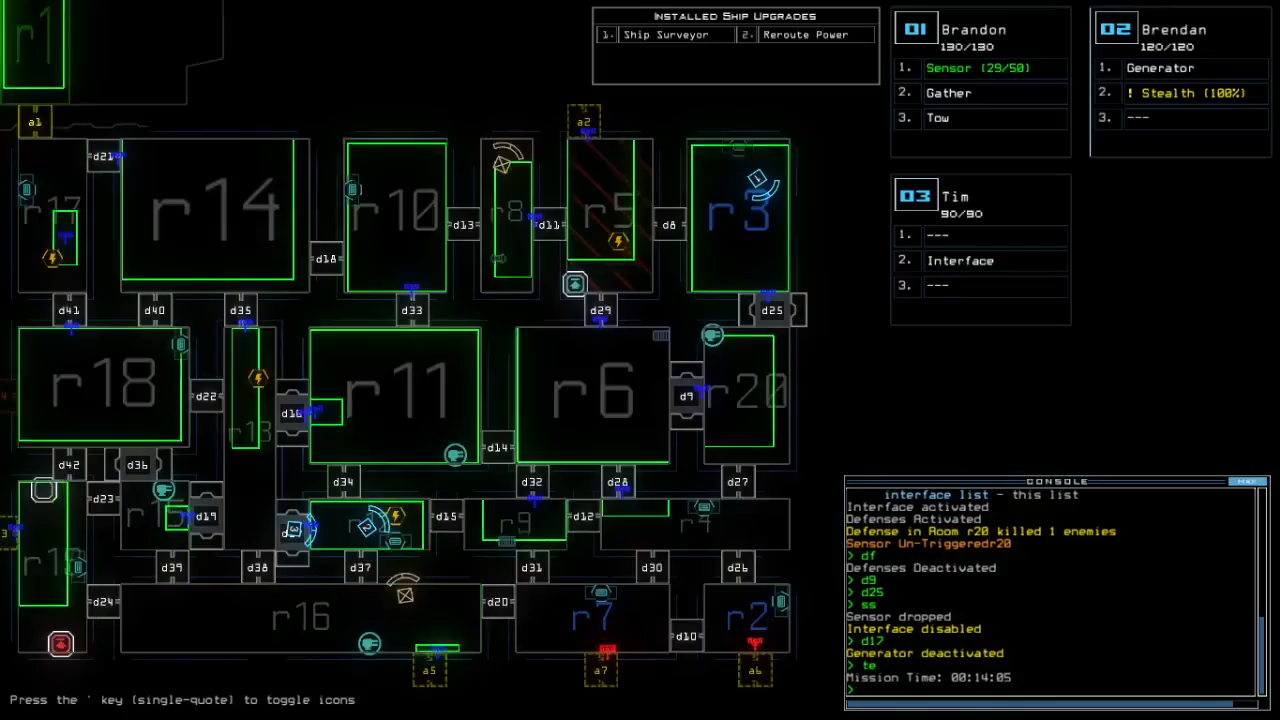 Installed Ship Upgrades
1. Ship Surveyor 2. Reroute Power
01 Brandon
130/130
1. Sensor (29/50)
2. Gather
3. Tow
02 Brendan
120/120
1. Generator
2. ! Stealth (100%)
3. ---
03 Tim
90/90
1. ---
2. Interface
3. ---
r1
a1
a2
d21
r17
r14
r10
r8
r5
r3
d18
d13
d11
d8
d41
d40
d35
d33
d29
d25
r18
d22
r13
d16
r11
r6
d9
r20
d14
d42
d36
d34
d32
d28
d27
d23
d19
d15
r9
d12
r4
d39
d38
d37
d31
d30
d26
d24
r16
d20
r7
d10
r2
a5
a7
a6
1
2
3
Press the ' key (single-quote) to toggle icons
CONSOLE
interface list - this list
Interface activated
Defenses Activated
Defense in Room r20 killed 1 enemies
Sensor Un-Triggeredr20
> df
Defenses Deactivated
> d9
> d25
> ss
Sensor dropped
Interface disabled
> d17
Generator deactivated
> te
Mission Time: 00:14:05
>